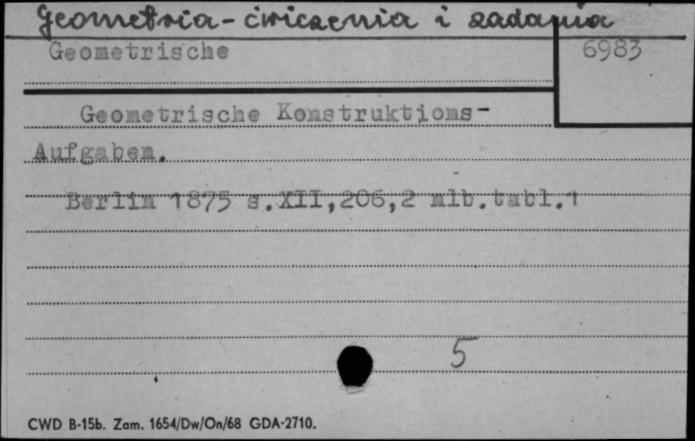 Geometria - ćwiczenia i zadania
Geometrische
6983
Geometrische Konstruktions-
Aufgaben.
Berlin 1875 s.XII,206,2 nlb.tabl.1
5
CWD B-15b. Zam. 1654/Dw/On/68 GDA-2710.